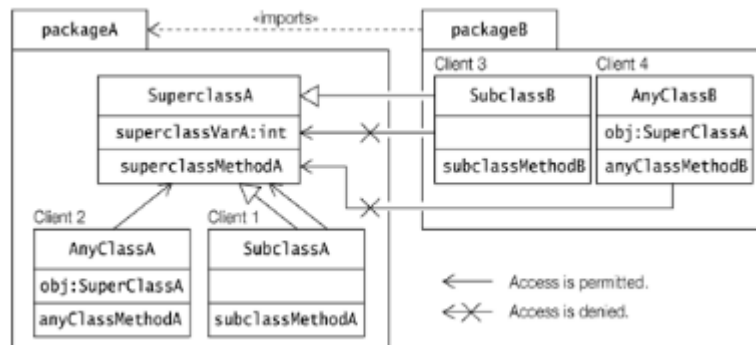 packageA
«imports»
packageB
SuperclassA
superclassVarA:int
superclassMethodA
Client 3
SubclassB
subclassMethodB
Client 4
AnyClassB
obj:SuperClassA
anyClassMethodB
Client 2
AnyClassA
obj:SuperClassA
anyClassMethodA
Client 1
SubclassA
subclassMethodA
Access is permitted.
Access is denied.